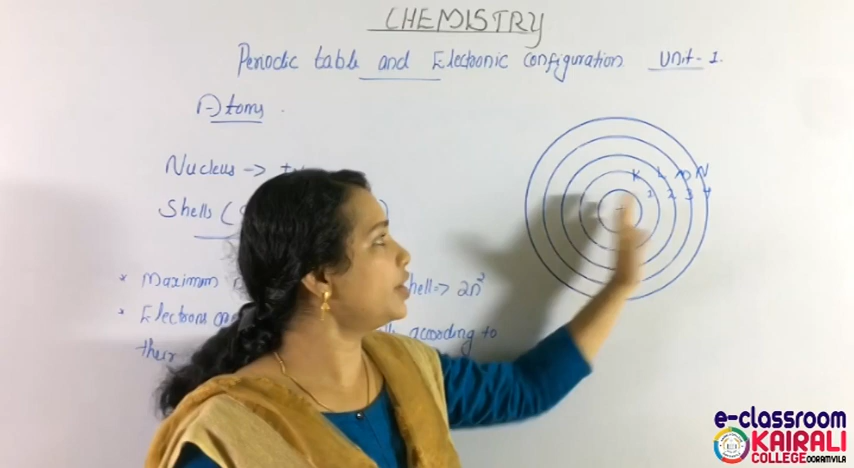 CHEMISTRY
Periodic table and Electronic configuration Unit-1.
Atoms.
Nucleus ->
Shells (
K L M N
1 2 3 4
+
* Maximum shell => 2n²
* Electrons according to
their
e-classroom
KAIRALI
COLLEGE OORAMVILA